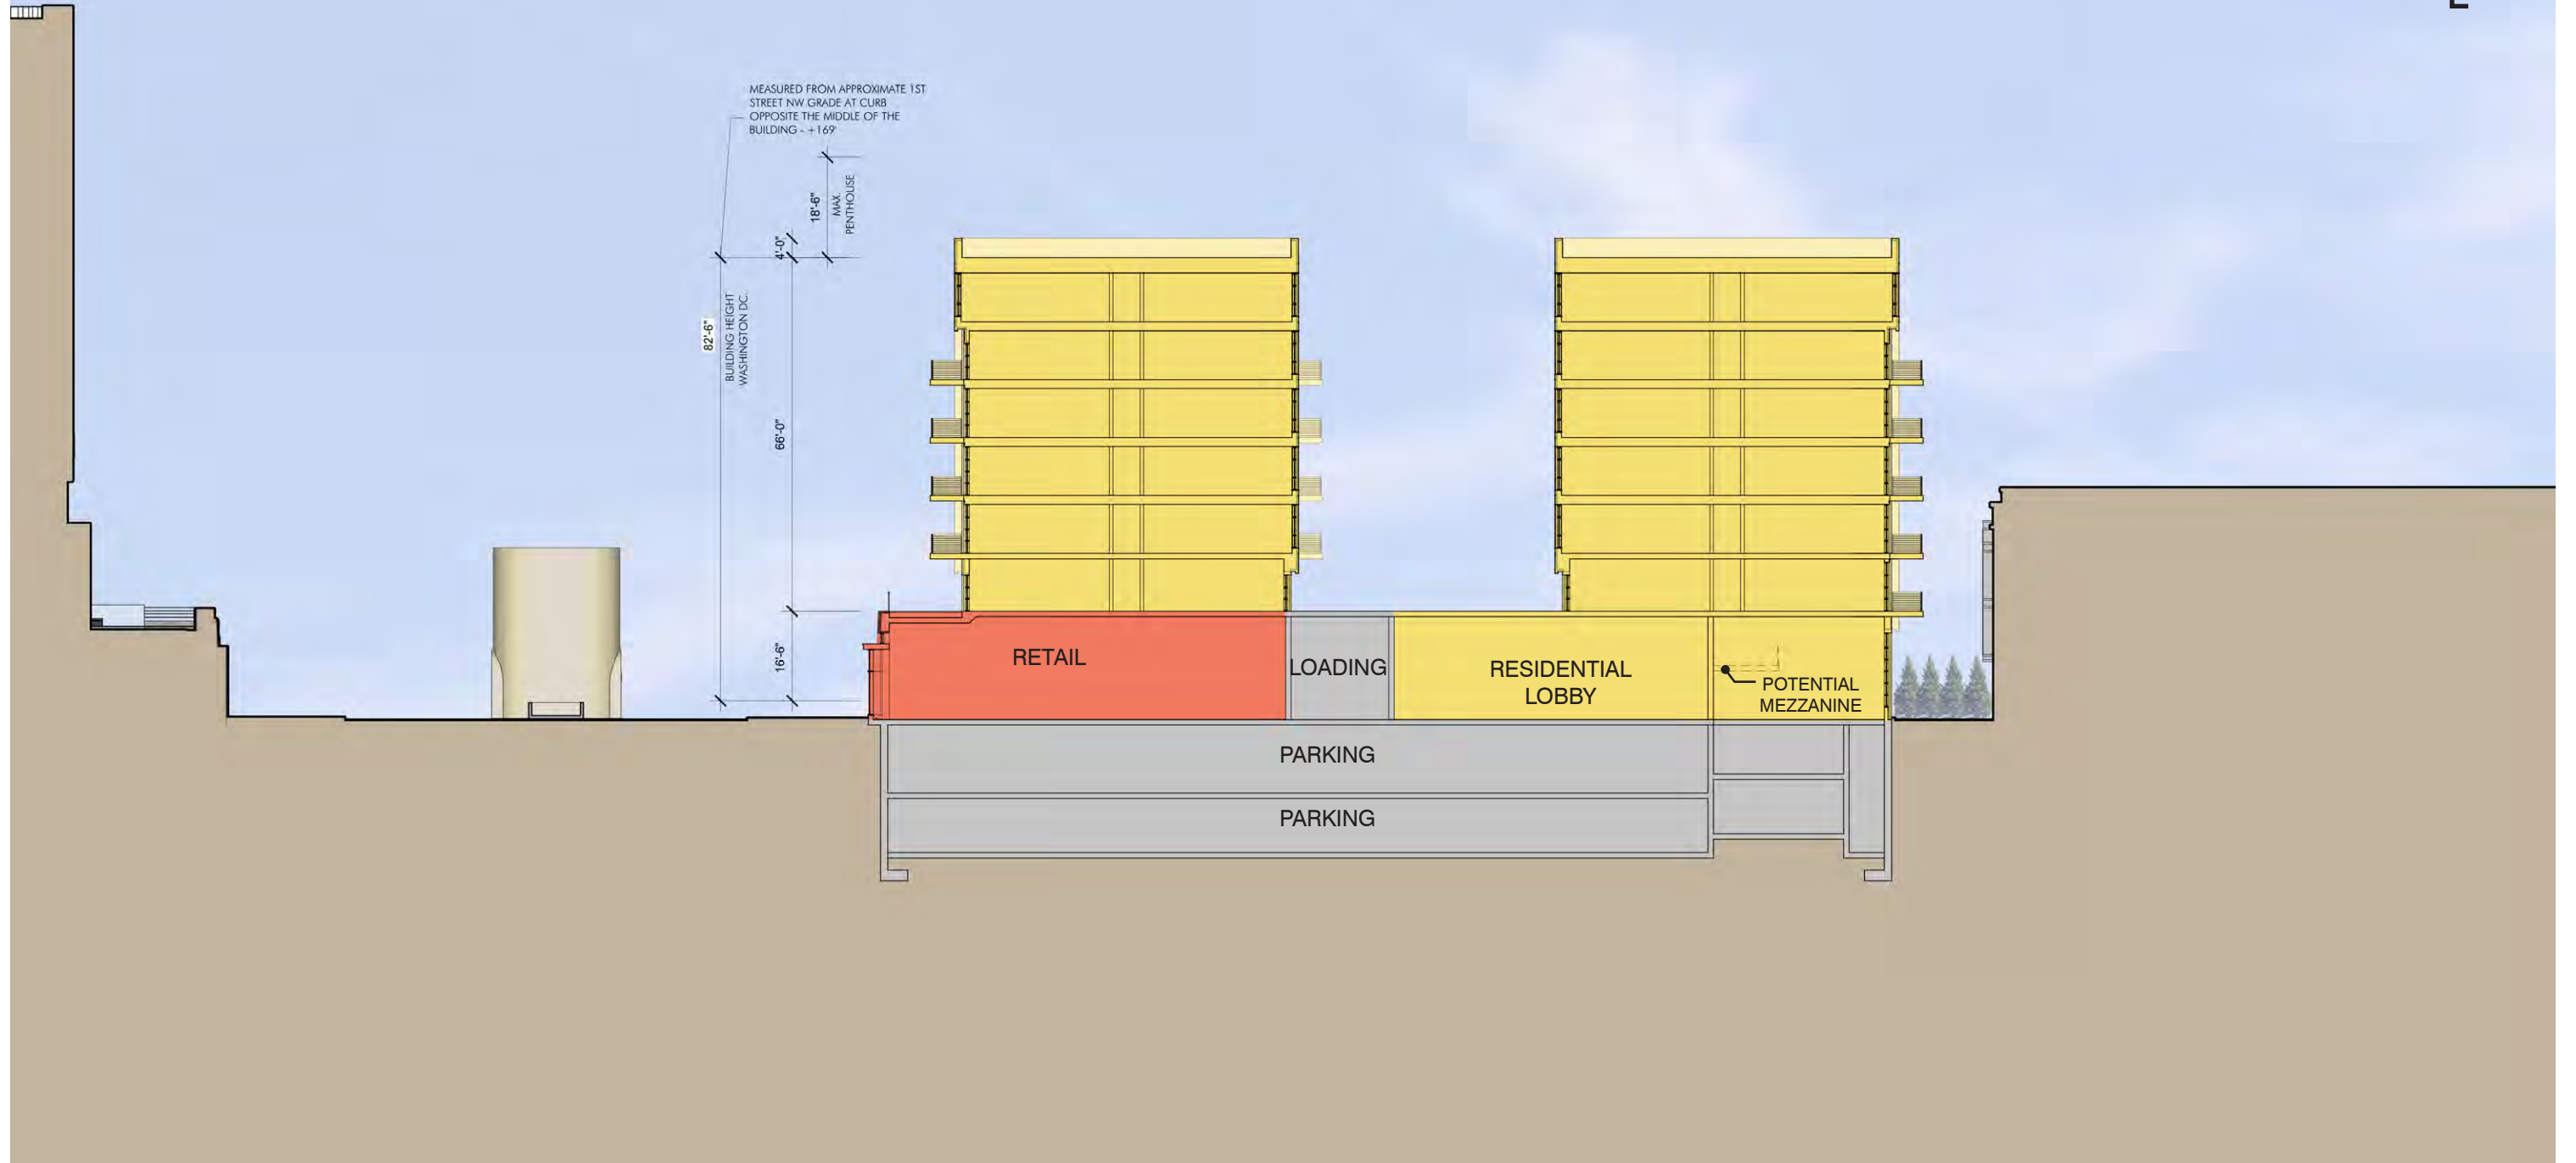 MEASURED FROM APPROXIMATE 1ST
STREET NW GRADE AT CURB
OPPOSITE THE MIDDLE OF THE
BUILDING - +169'
18'-6"
MAX.
PENTHOUSE
4'-0"
82'-6"
BUILDING HEIGHT
WASHINGTON DC.
66'-0"
16'-6"
RETAIL
LOADING
RESIDENTIAL
LOBBY
POTENTIAL
MEZZANINE
PARKING
PARKING